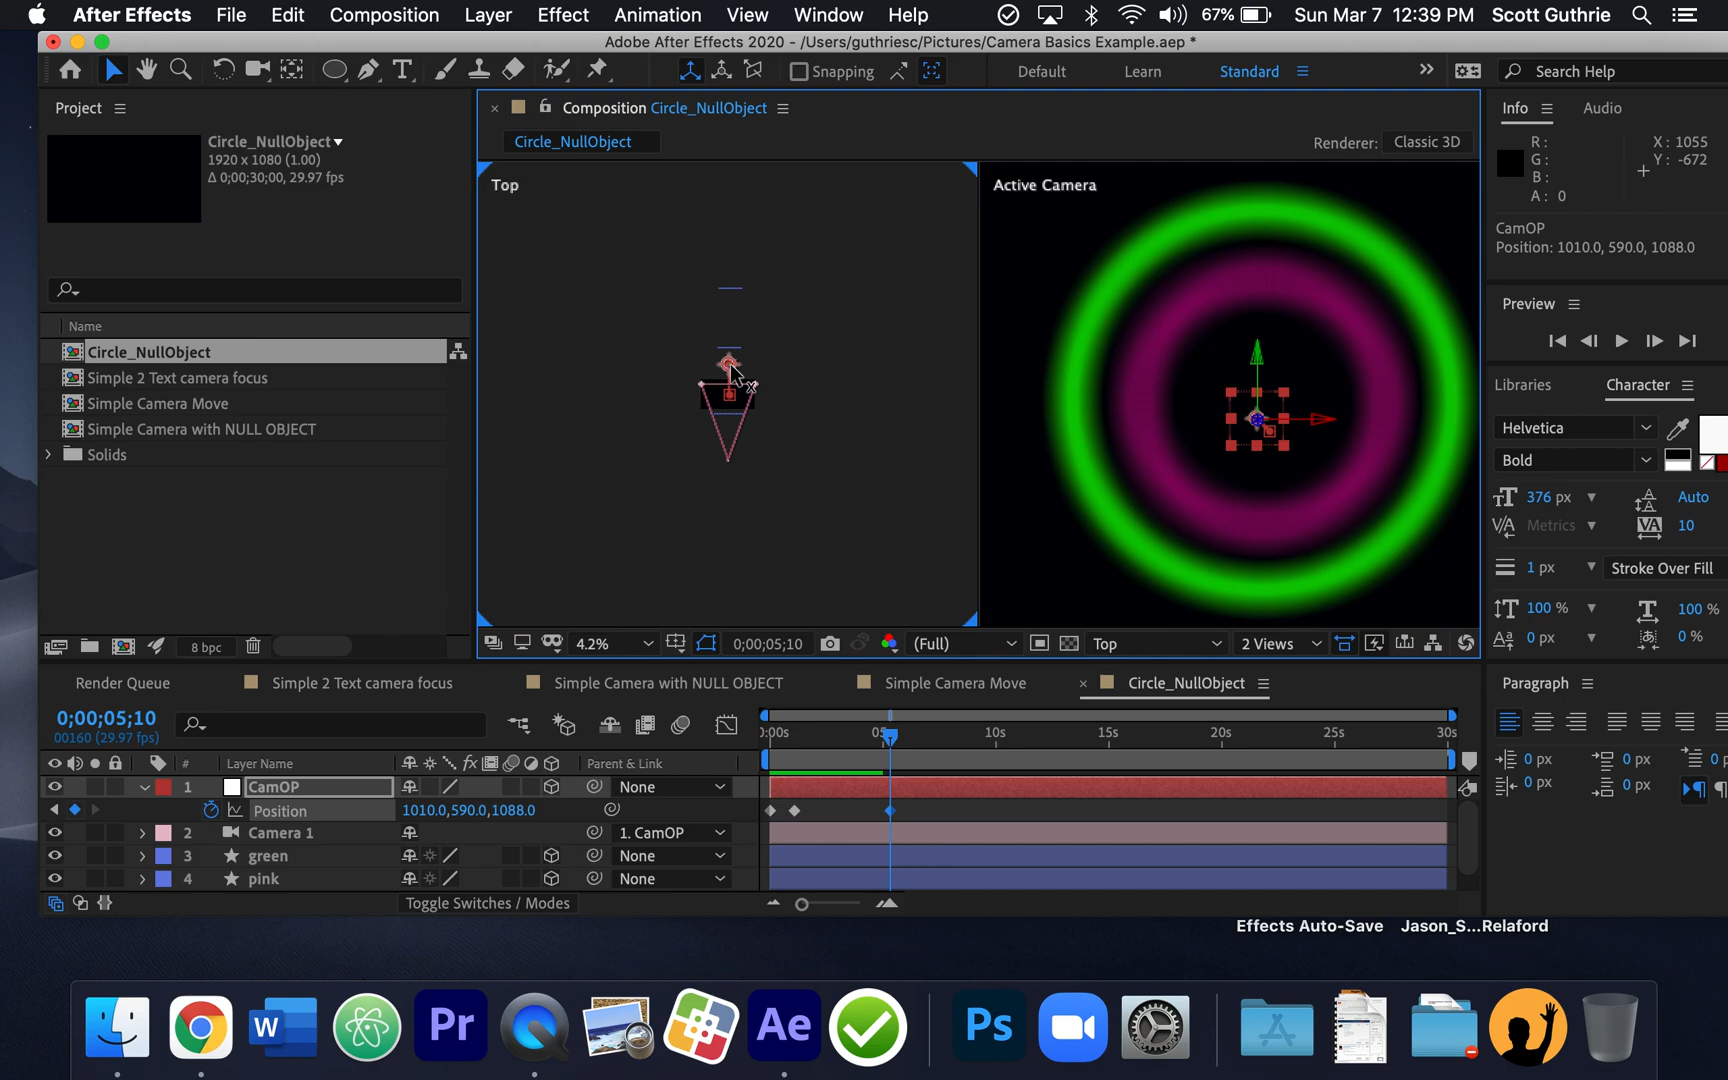 After Effects File Edit Composition Layer Effect Animation View Window Help 67% Sun Mar 7 12:39 PM Scott Guthrie
Adobe After Effects 2020 - /Users/guthriesc/Pictures/Camera Basics Example.aep *
Snapping Default Learn Standard Search Help
Project
Circle_NullObject
1920 x 1080 (1.00)
Δ 0;00;30;00, 29.97 fps
Name
Circle_NullObject
Simple 2 Text camera focus
Simple Camera Move
Simple Camera with NULL OBJECT
Solids
8 bpc
Composition Circle_NullObject
Circle_NullObject
Renderer: Classic 3D
Top
Active Camera
4.2% 0;00;05;10 (Full) Top 2 Views
Info Audio
R: X : 1055
G: Y : -672
B:
A : 0
CamOP
Position: 1010.0, 590.0, 1088.0
Preview
Libraries Character
Helvetica
Bold
376 px Auto
Metrics 10
1 px Stroke Over Fill
100 % 100 %
0 px 0 %
Paragraph
0 px 0 px
0 px 0 px
Render Queue Simple 2 Text camera focus Simple Camera with NULL OBJECT Simple Camera Move Circle_NullObject
0;00;05;10
00160 (29.97 fps)
# Layer Name fx Parent & Link
):00s 05 10s 15s 20s 25s 30s
1 CamOP None
Position 1010.0,590.0,1088.0
2 Camera 1 1. CamOP
3 green None
4 pink None
Toggle Switches / Modes
Effects Auto-Save Jason_S...Relaford
W Pr Ae Ps